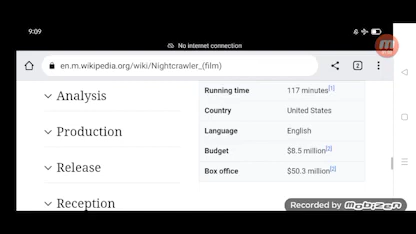 9:09
No internet connection
en.m.wikipedia.org/wiki/Nightcrawler_(film)
2
Analysis
Production
Release
Reception
Running time 117 minutes[1]
Country United States
Language English
Budget $8.5 million[2]
Box office $50.3 million[2]
Recorded by MOBIZEN